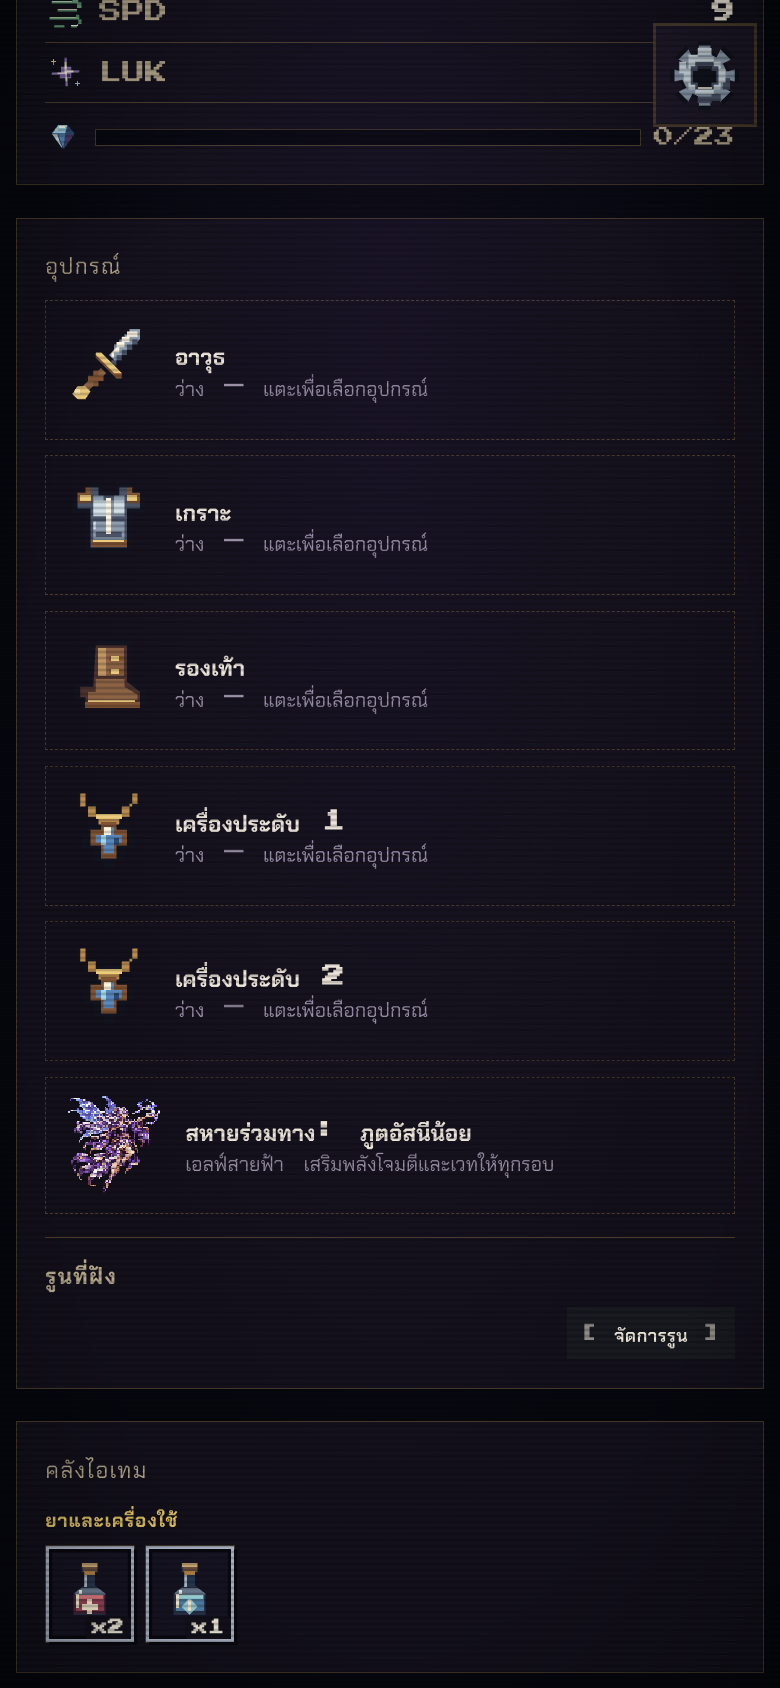 SPD 9
LUK
0/23
อุปกรณ์
อาวุธ
ว่าง — แตะเพื่อเลือกอุปกรณ์
เกราะ
ว่าง — แตะเพื่อเลือกอุปกรณ์
รองเท้า
ว่าง — แตะเพื่อเลือกอุปกรณ์
เครื่องประดับ 1
ว่าง — แตะเพื่อเลือกอุปกรณ์
เครื่องประดับ 2
ว่าง — แตะเพื่อเลือกอุปกรณ์
สหายร่วมทาง: ภูตอัสนีน้อย
เอลฟ์สายฟ้า เสริมพลังโจมตีและเวทให้ทุกรอบ
รูนที่ฝัง
[ จัดการรูน ]
คลังไอเทม
ยาและเครื่องใช้
x2 x1